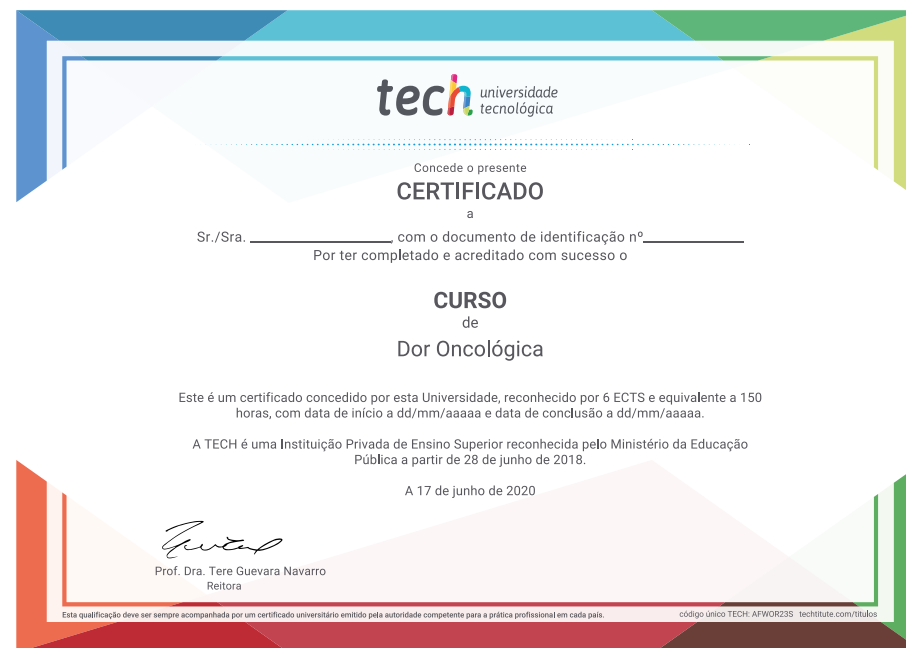 tech universidade
tecnológica
Concede o presente
CERTIFICADO
a
Sr./Sra. ________________, com o documento de identificação nº____________
Por ter completado e acreditado com sucesso o
CURSO
de
Dor Oncológica
Este é um certificado concedido por esta Universidade, reconhecido por 6 ECTS e equivalente a 150
horas, com data de início a dd/mm/aaaaa e data de conclusão a dd/mm/aaaaa.
A TECH é uma Instituição Privada de Ensino Superior reconhecida pelo Ministério da Educação
Pública a partir de 28 de junho de 2018.
A 17 de junho de 2020
Prof. Dra. Tere Guevara Navarro
Reitora
Esta qualificação deve ser sempre acompanhada por um certificado universitário emitido pela autoridade competente para a prática profissional em cada país.
código único TECH: AFWOR23S techtitute.com/titulos